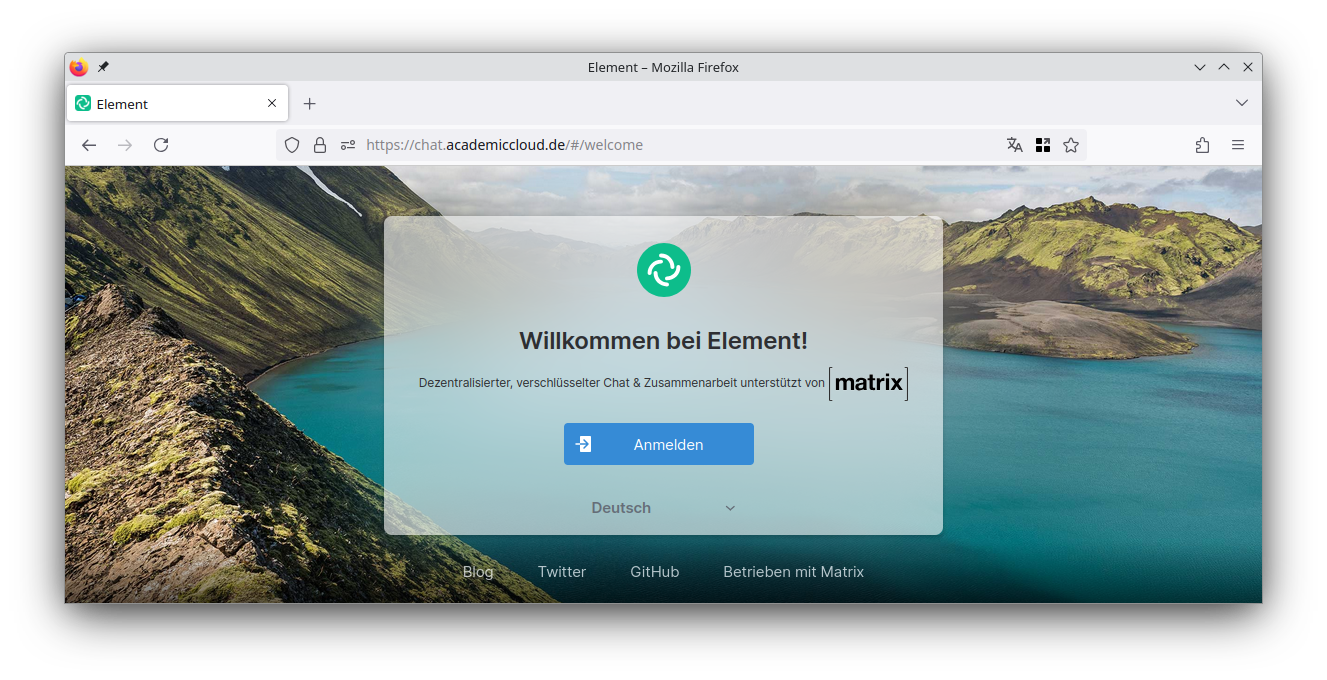 Element – Mozilla Firefox
Element
https://chat.academiccloud.de/#/welcome
Willkommen bei Element!
Dezentralisierter, verschlüsselter Chat & Zusammenarbeit unterstützt von [matrix]
Anmelden
Deutsch
Blog Twitter GitHub Betrieben mit Matrix